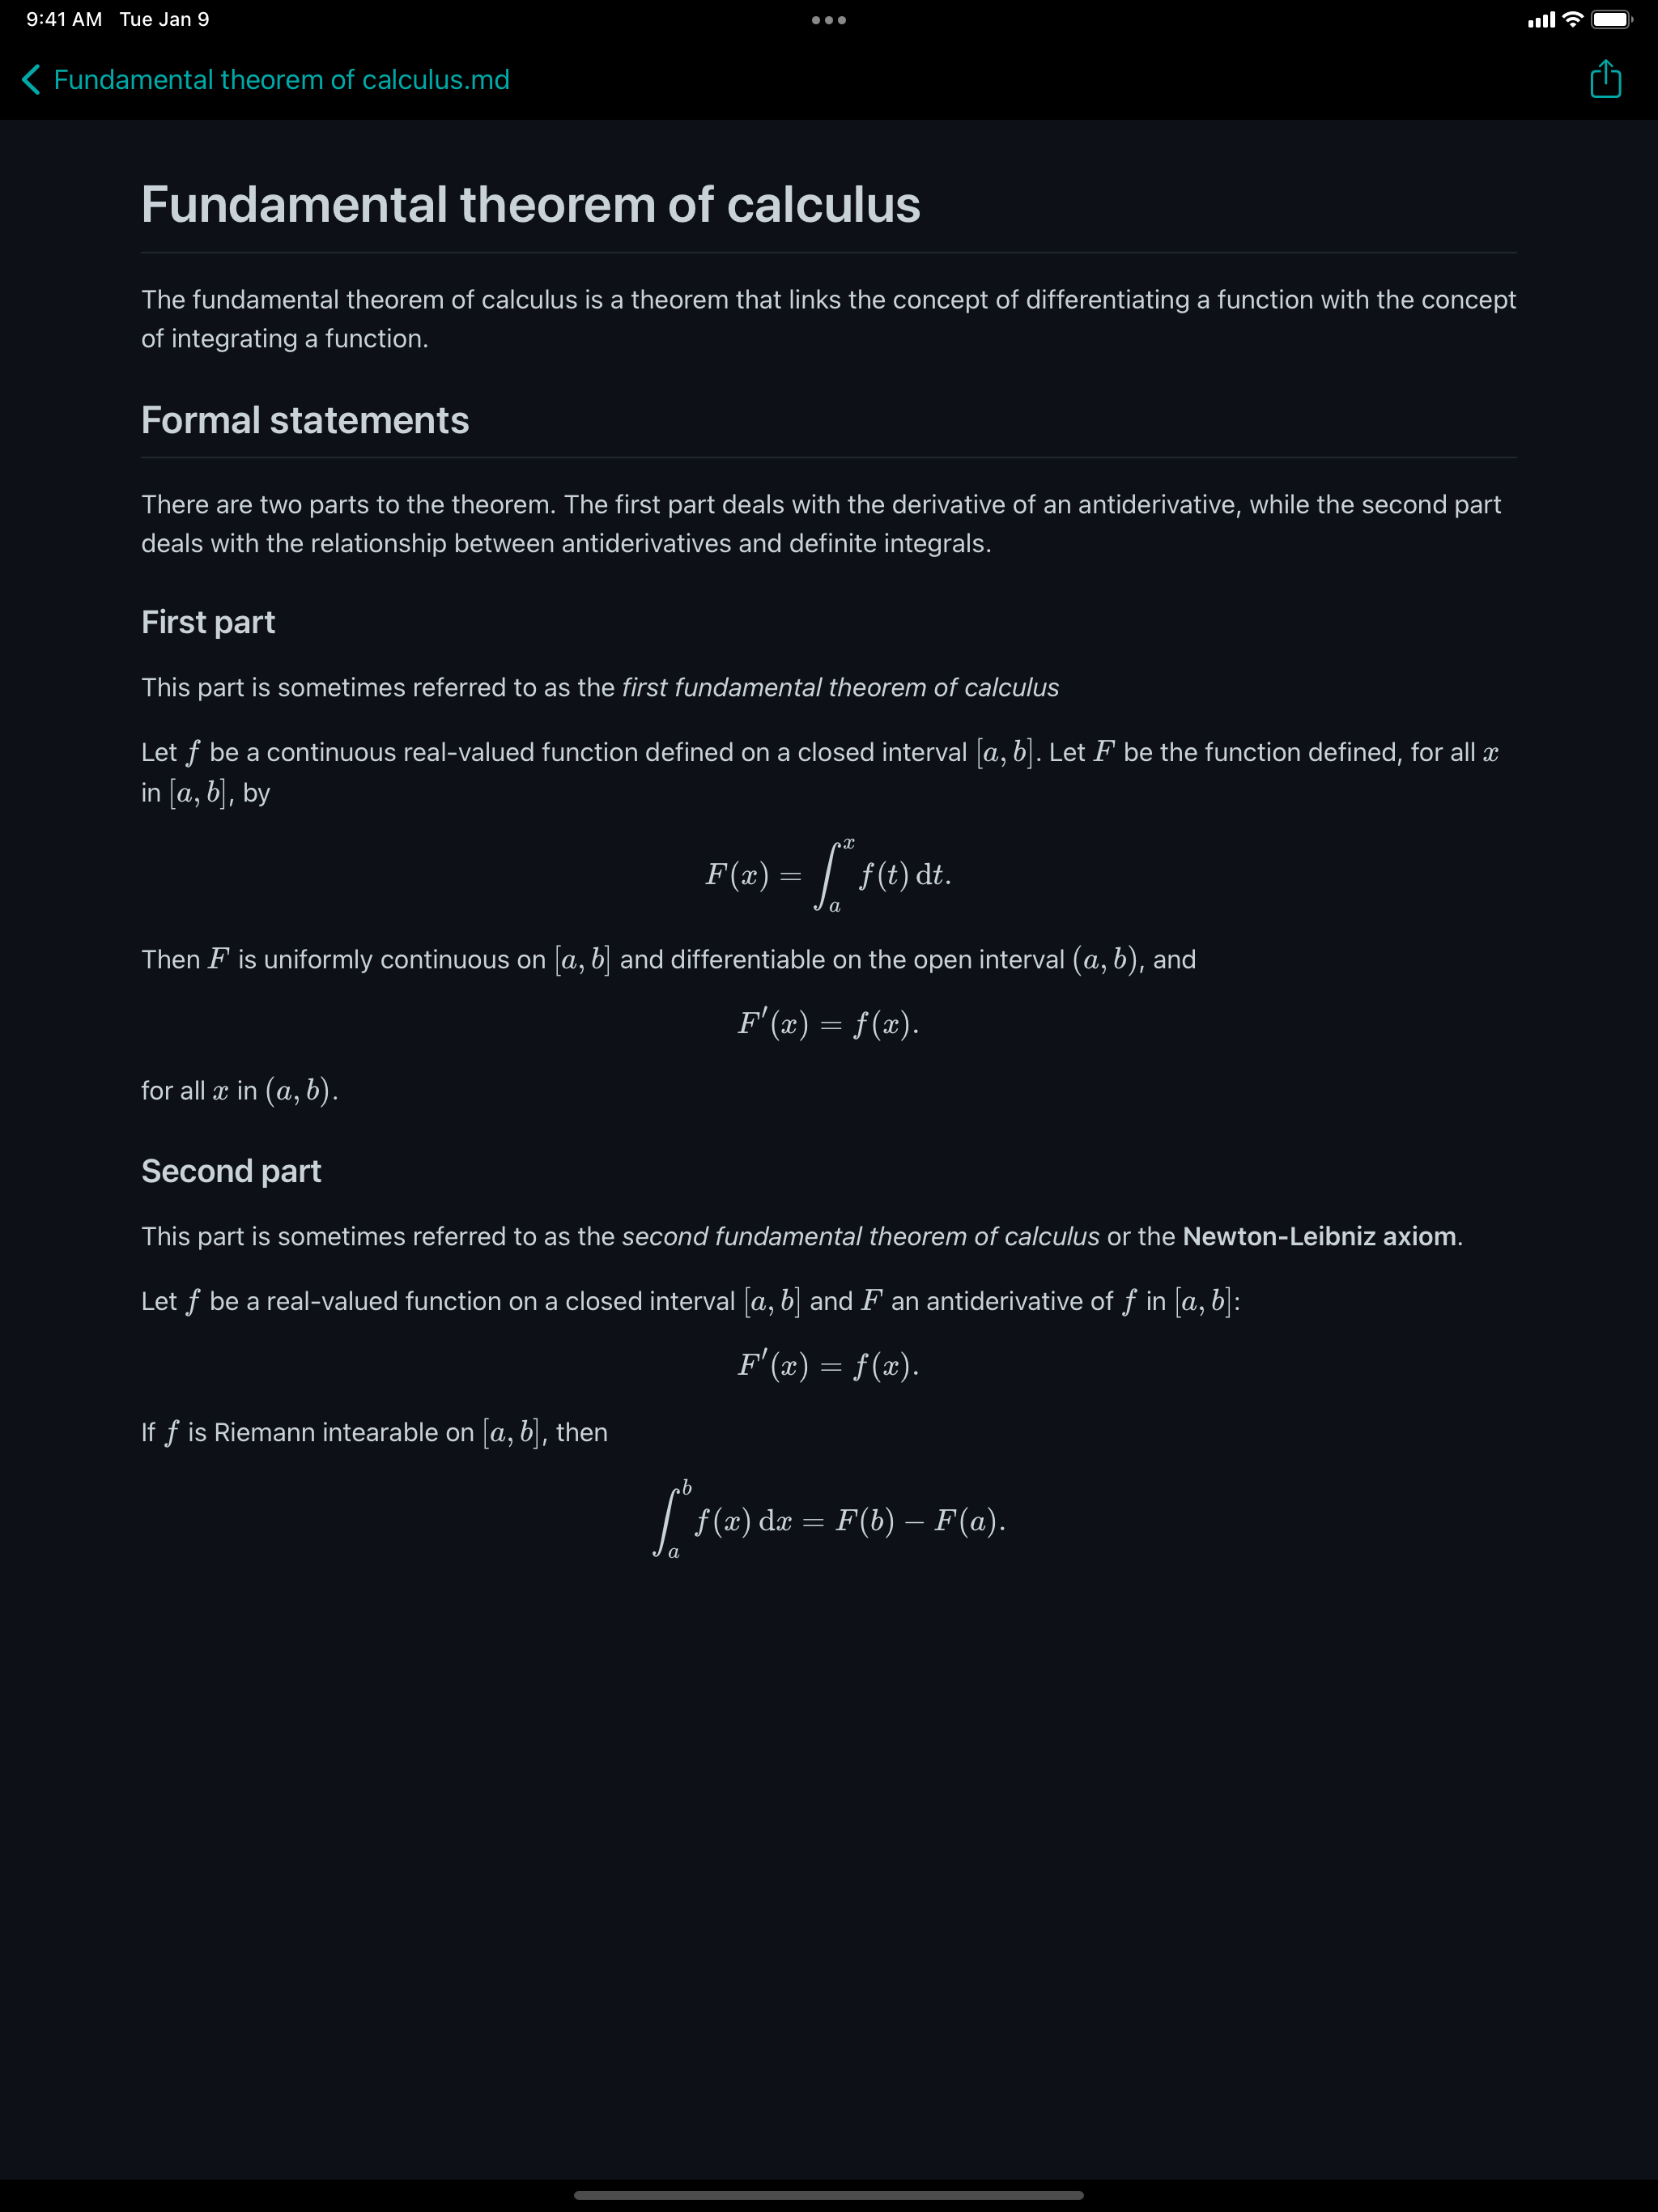 9:41 AM Tue Jan 9
Fundamental theorem of calculus.md
Fundamental theorem of calculus
The fundamental theorem of calculus is a theorem that links the concept of differentiating a function with the concept
of integrating a function.
Formal statements
There are two parts to the theorem. The first part deals with the derivative of an antiderivative, while the second part
deals with the relationship between antiderivatives and definite integrals.
First part
This part is sometimes referred to as the first fundamental theorem of calculus
Let f be a continuous real-valued function defined on a closed interval [a, b]. Let F be the function defined, for all x
in [a, b], by
F(x) = ∫_a^x f(t) dt.
Then F is uniformly continuous on [a, b] and differentiable on the open interval (a, b), and
F′(x) = f(x).
for all x in (a, b).
Second part
This part is sometimes referred to as the second fundamental theorem of calculus or the Newton-Leibniz axiom.
Let f be a real-valued function on a closed interval [a, b] and F an antiderivative of f in [a, b]:
F′(x) = f(x).
If f is Riemann intearable on [a, b], then
∫_a^b f(x) dx = F(b) − F(a).